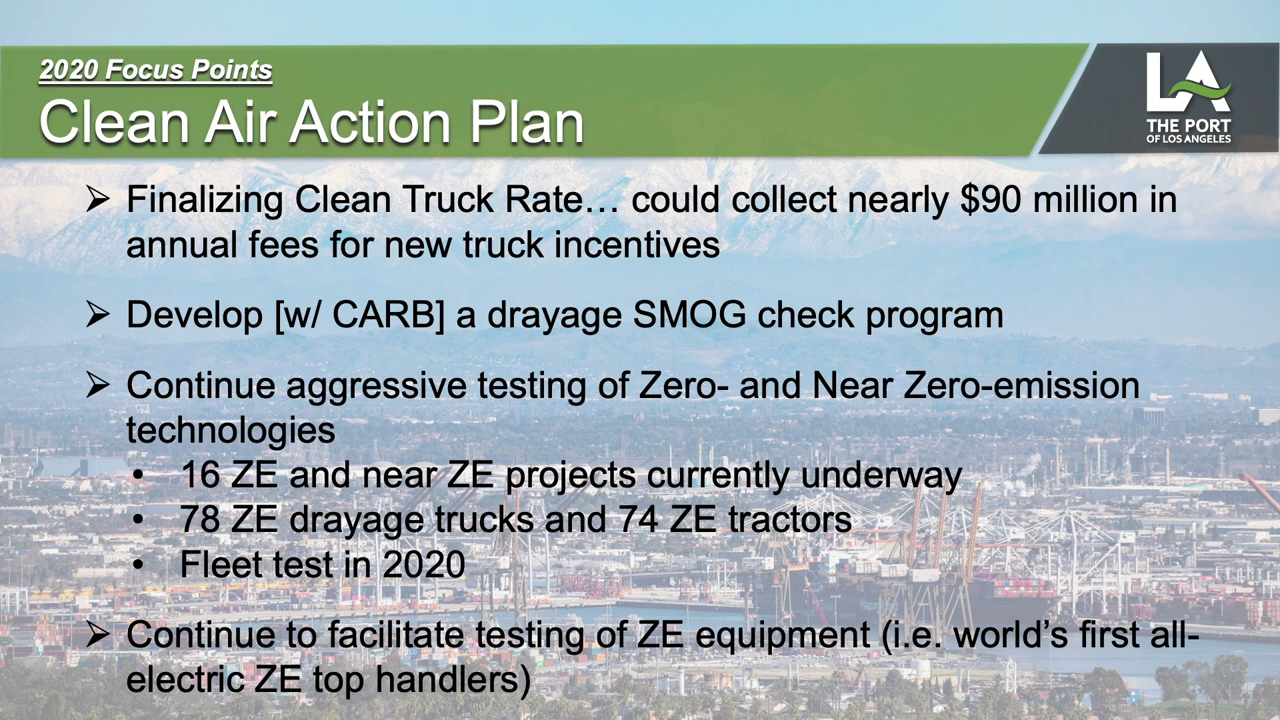 2020 Focus Points
Clean Air Action Plan
LA
THE PORT
OF LOS ANGELES
➢ Finalizing Clean Truck Rate… could collect nearly $90 million in
annual fees for new truck incentives
➢ Develop [w/ CARB] a drayage SMOG check program
➢ Continue aggressive testing of Zero- and Near Zero-emission
technologies
• 16 ZE and near ZE projects currently underway
• 78 ZE drayage trucks and 74 ZE tractors
• Fleet test in 2020
➢ Continue to facilitate testing of ZE equipment (i.e. world’s first all-
electric ZE top handlers)